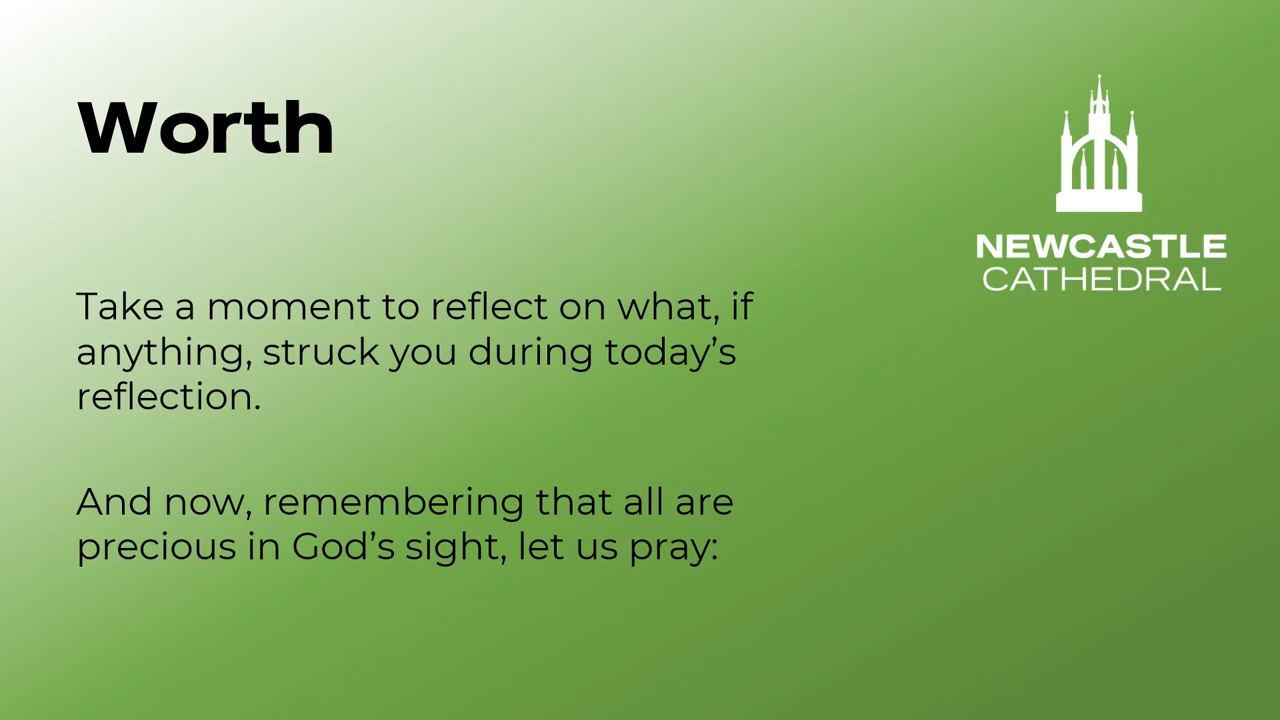 Worth
NEWCASTLE
CATHEDRAL
Take a moment to reflect on what, if
anything, struck you during today’s
reflection.
And now, remembering that all are
precious in God’s sight, let us pray: